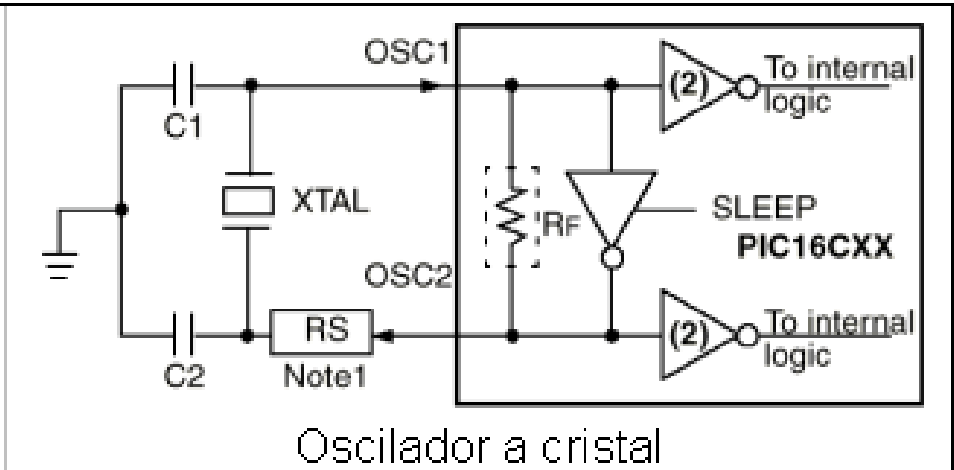 OSC1
C1
XTAL
OSC2
C2
RS
Note1
(2)
To internal
logic
RF
SLEEP
PIC16CXX
(2)
To internal
logic
Oscilador a cristal